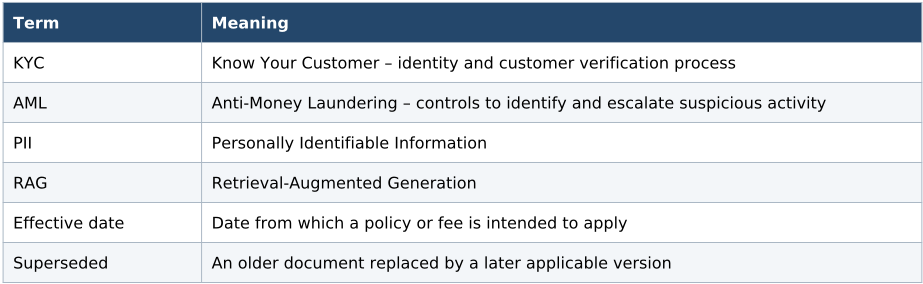 Term Meaning
KYC Know Your Customer – identity and customer verification process
AML Anti-Money Laundering – controls to identify and escalate suspicious activity
PII Personally Identifiable Information
RAG Retrieval-Augmented Generation
Effective date Date from which a policy or fee is intended to apply
Superseded An older document replaced by a later applicable version